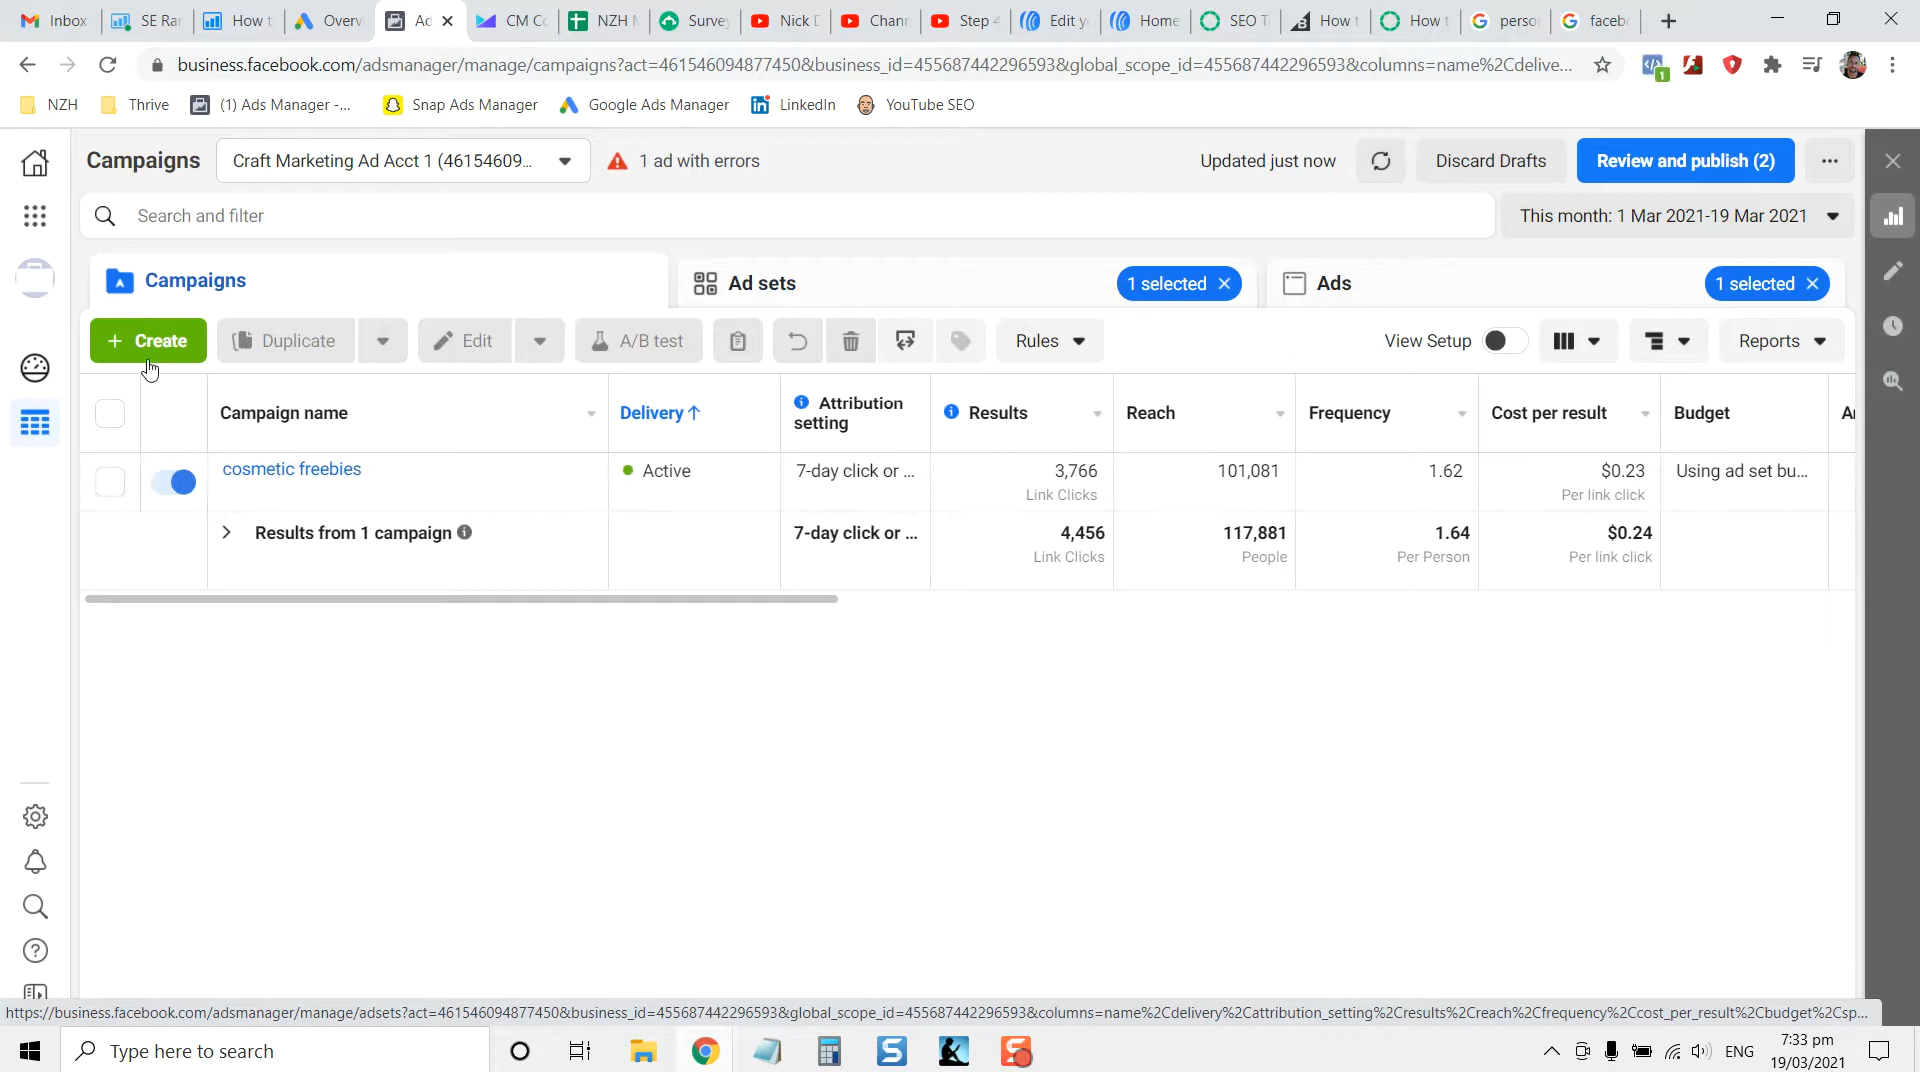 Inbox
SE Rar
How t
Overv
Ad
CM Co
NZH M
Survey
Nick D
Chann
Step 4
Edit y
Home
SEO T
How t
How t
perso
faceb
business.facebook.com/adsmanager/manage/campaigns?act=461546094877450&business_id=455687442296593&global_scope_id=455687442296593&columns=name%2Cdelive...
1
NZH
Thrive
(1) Ads Manager -...
Snap Ads Manager
Google Ads Manager
LinkedIn
YouTube SEO
Campaigns
Craft Marketing Ad Acct 1 (46154609...
1 ad with errors
Updated just now
Discard Drafts
Review and publish (2)
Search and filter
This month: 1 Mar 2021-19 Mar 2021
Campaigns
Ad sets
1 selected
Ads
1 selected
+ Create
Duplicate
Edit
A/B test
Rules
View Setup
Reports
Campaign name
Delivery ↑
Attribution
setting
Results
Reach
Frequency
Cost per result
Budget
cosmetic freebies
Active
7-day click or ...
3,766
Link Clicks
101,081
1.62
$0.23
Per link click
Using ad set bu...
Results from 1 campaign
7-day click or ...
4,456
Link Clicks
117,881
People
1.64
Per Person
$0.24
Per link click
https://business.facebook.com/adsmanager/manage/adsets?act=461546094877450&business_id=455687442296593&global_scope_id=455687442296593&columns=name%2Cdelivery%2Cattribution_setting%2Cresults%2Creach%2Cfrequency%2Ccost_per_result%2Cbudget%2Csp...
Type here to search
ENG
7:33 pm
19/03/2021